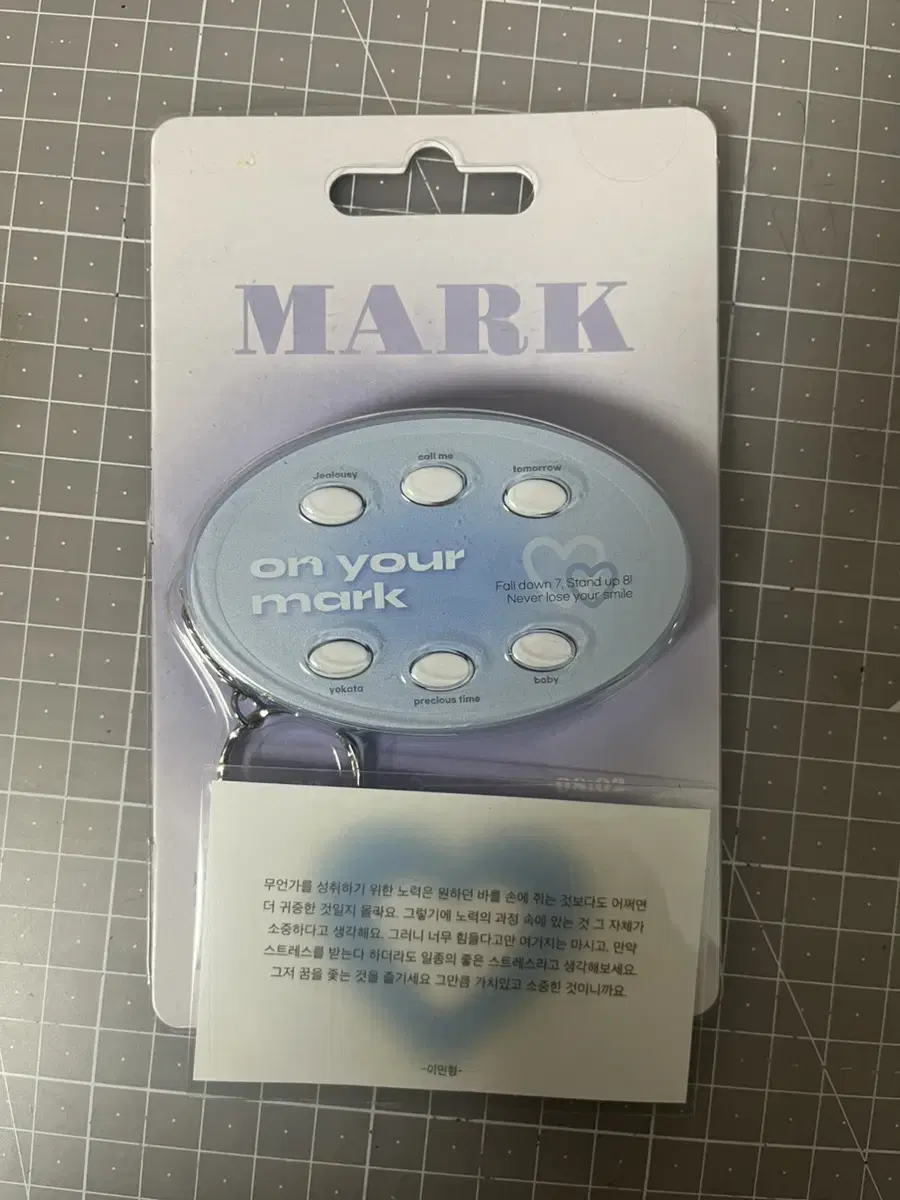 MARK
Jealousy
call me
tomorrow
on your
mark
Fall down 7, Stand up 8!
Never lose your smile
yokata
precious time
baby
08:02
무언가를 성취하기 위한 노력은 원하던 바를 손에 쥐는 것보다도 어쩌면
더 귀중한 것일지 몰라요. 그렇기에 노력의 과정 속에 있는 것 그 자체가
소중하다고 생각해요. 그러니 너무 힘들다고만 여기지는 마시고, 만약
스트레스를 받는다 하더라도 일종의 좋은 스트레스라고 생각해보세요.
그저 꿈을 좇는 것을 즐기세요 그만큼 가치있고 소중한 것이니까요.
-이민형-